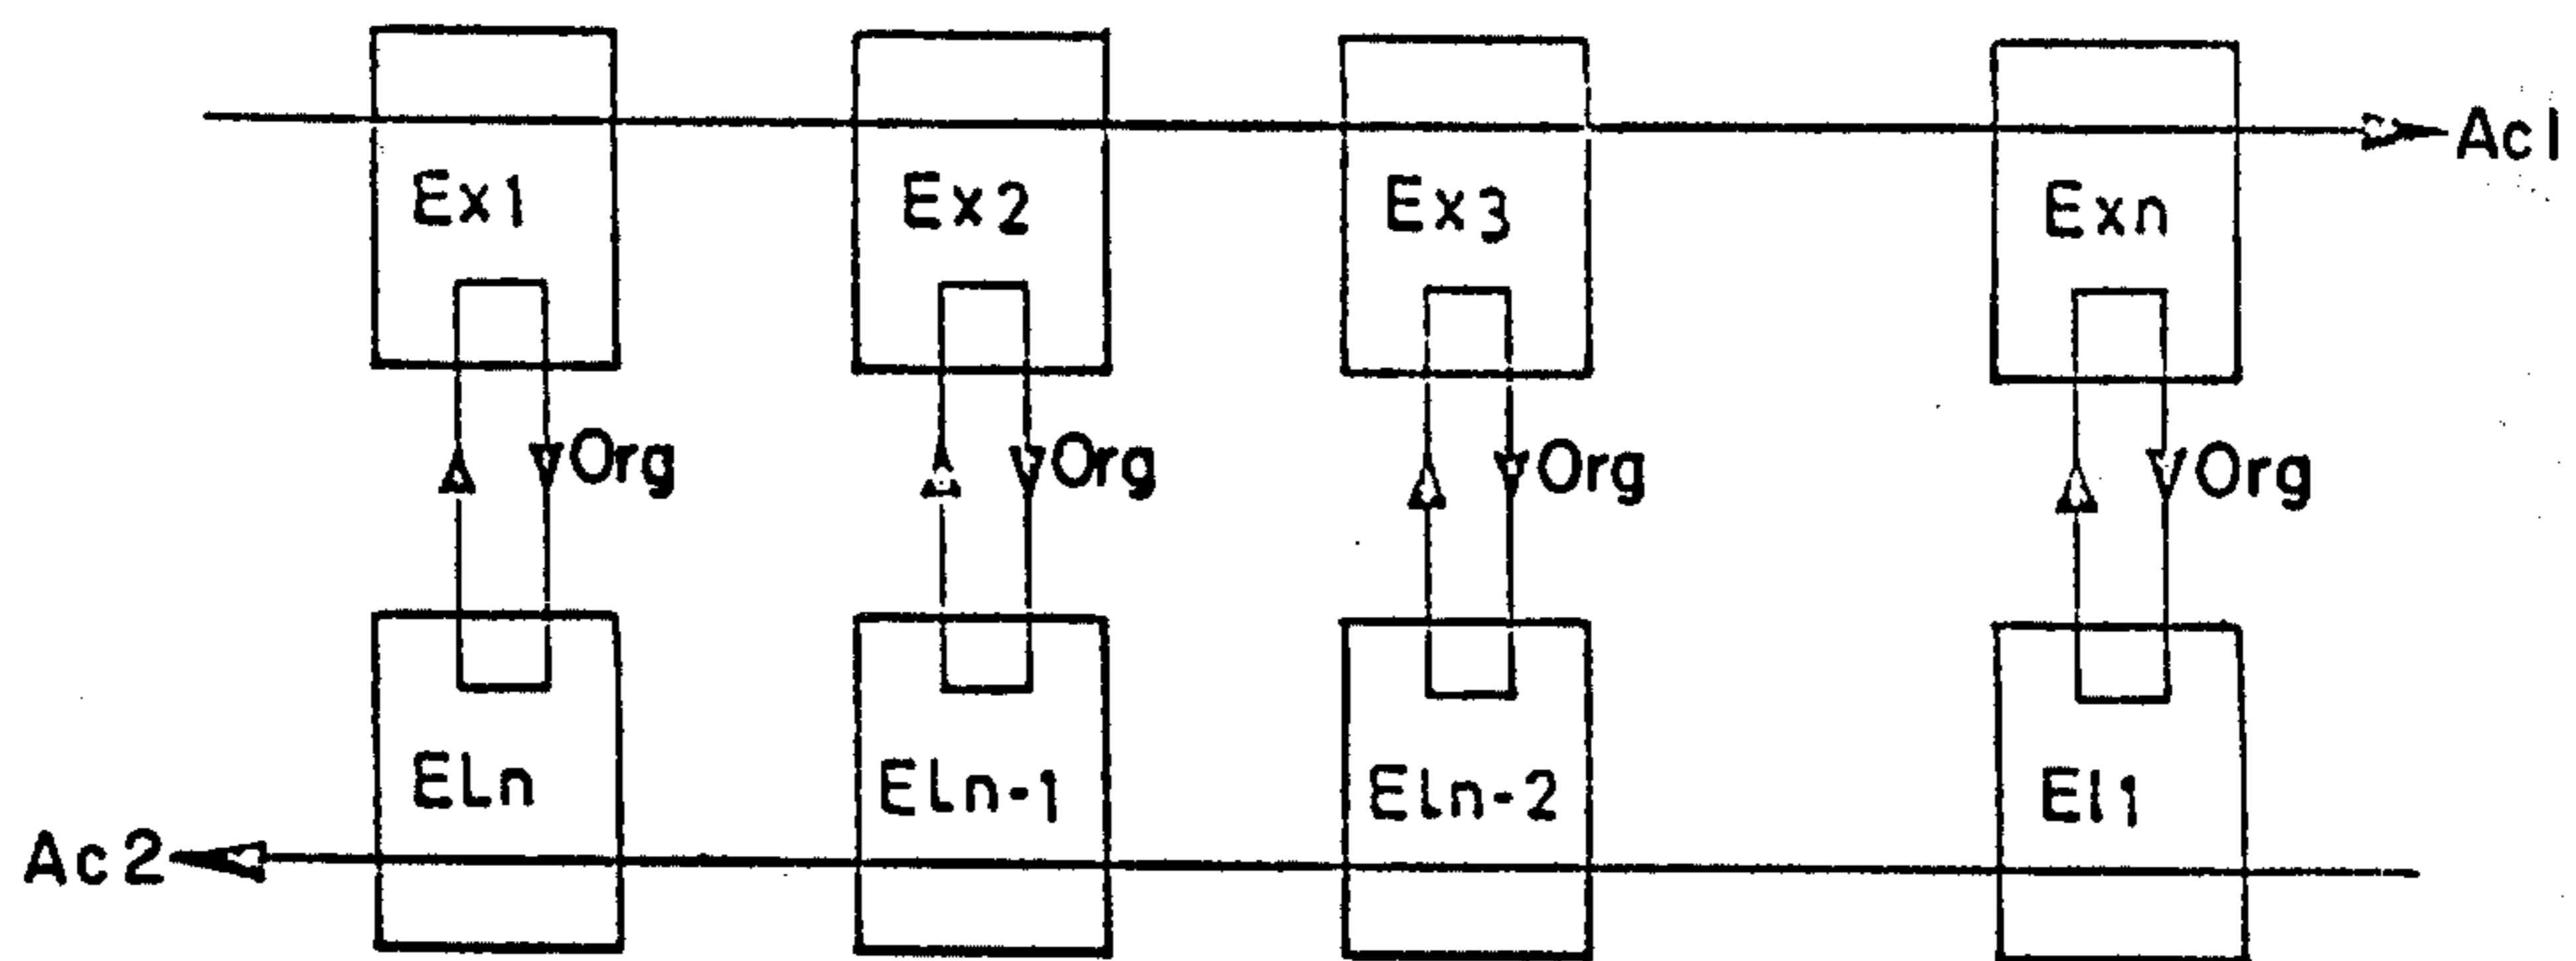 Ac1
Ex1 Ex2 Ex3 Exn
Org Org Org Org
ELn ELn-1 ELn-2 El1
Ac2